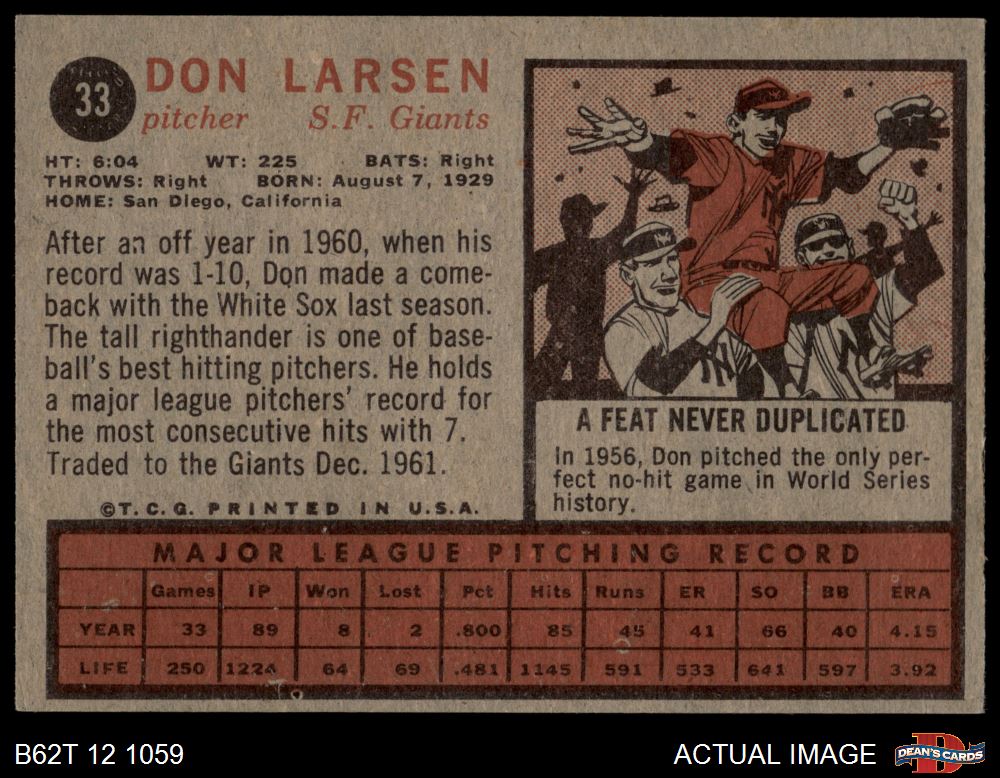 33
DON LARSEN
pitcher S.F. Giants
HT: 6:04 WT: 225 BATS: Right
THROWS: Right BORN: August 7, 1929
HOME: San Diego, California
After an off year in 1960, when his
record was 1-10, Don made a come-
back with the White Sox last season.
The tall righthander is one of base-
ball's best hitting pitchers. He holds
a major league pitchers' record for
the most consecutive hits with 7.
Traded to the Giants Dec. 1961.
©T.C.G. PRINTED IN U.S.A.
A FEAT NEVER DUPLICATED
In 1956, Don pitched the only per-
fect no-hit game in World Series
history.
MAJOR LEAGUE PITCHING RECORD
Games IP Won Lost Pct Hits Runs ER SO BB ERA
YEAR 33 89 8 2 .800 85 45 41 66 40 4.15
LIFE 250 1224 64 69 .481 1145 591 533 641 597 3.92
B62T 12 1059
ACTUAL IMAGE
DEAN'S CARDS